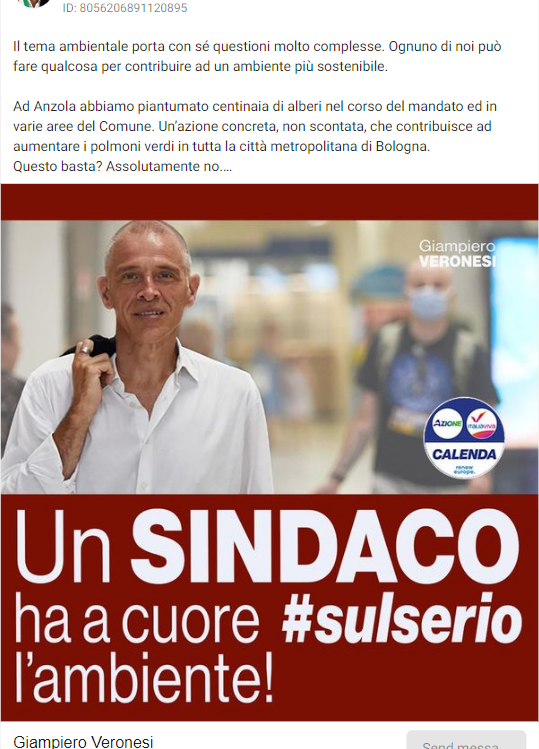 ID: 8056206891120895
Il tema ambientale porta con sé questioni molto complesse. Ognuno di noi può
fare qualcosa per contribuire ad un ambiente più sostenibile.
Ad Anzola abbiamo piantumato centinaia di alberi nel corso del mandato ed in
varie aree del Comune. Un'azione concreta, non scontata, che contribuisce ad
aumentare i polmoni verdi in tutta la città metropolitana di Bologna.
Questo basta? Assolutamente no....
Giampiero
VERONESI
AZIONE
italiaviva
CALENDA
renew
europe.
Un SINDACO
ha a cuore #sulserio
l'ambiente!
Giampiero Veronesi
Send messa